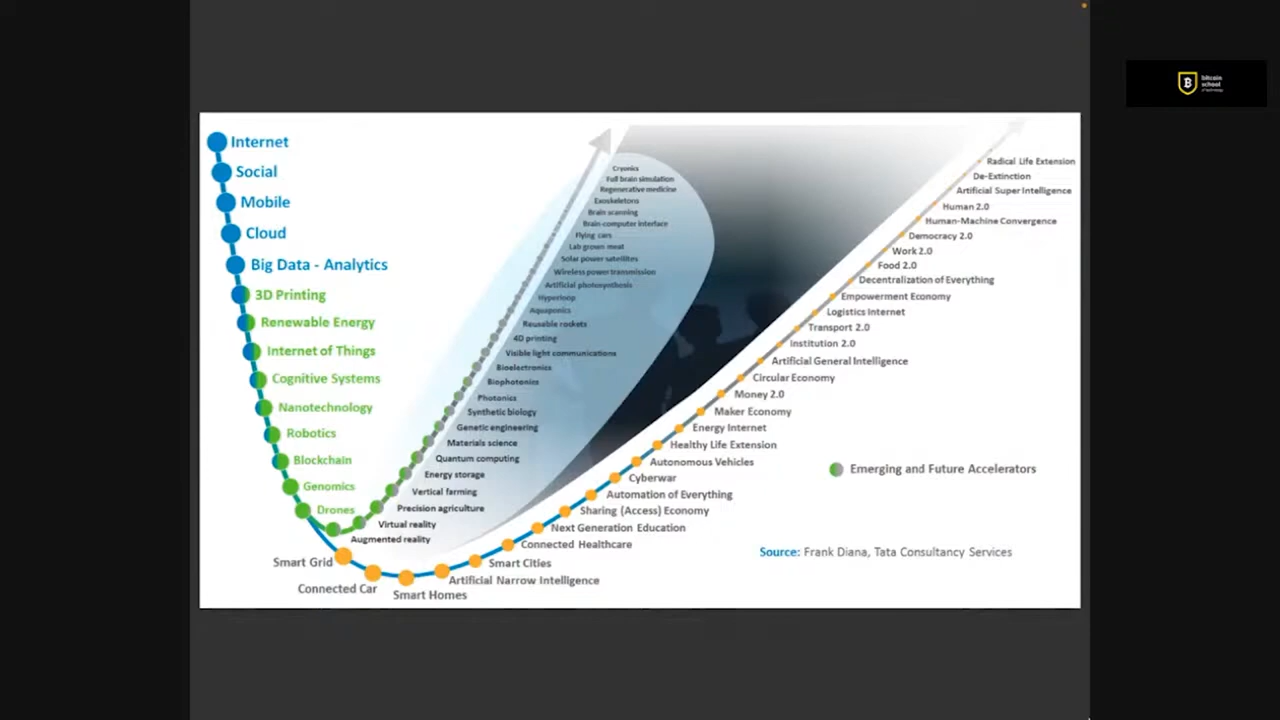 bitcoin
school
of technology
Internet
Social
Mobile
Cloud
Big Data - Analytics
3D Printing
Renewable Energy
Internet of Things
Cognitive Systems
Nanotechnology
Robotics
Blockchain
Genomics
Drones
Cryonics
Full brain simulation
Regenerative medicine
Exoskeletons
Brain scanning
Brain-computer interface
Flying cars
Lab grown meat
Solar power satellites
Wireless power transmission
Artificial photosynthesis
Hyperloop
Aquaponics
Reusable rockets
4D printing
Visible light communications
Bioelectronics
Biophotonics
Photonics
Synthetic biology
Genetic engineering
Materials science
Quantum computing
Energy storage
Vertical farming
Precision agriculture
Virtual reality
Augmented reality
Radical Life Extension
De-Extinction
Artificial Super Intelligence
Human 2.0
Human-Machine Convergence
Democracy 2.0
Work 2.0
Food 2.0
Decentralization of Everything
Empowerment Economy
Logistics Internet
Transport 2.0
Institution 2.0
Artificial General Intelligence
Circular Economy
Money 2.0
Maker Economy
Energy Internet
Healthy Life Extension
Autonomous Vehicles
Cyberwar
Automation of Everything
Sharing (Access) Economy
Next Generation Education
Connected Healthcare
Smart Cities
Artificial Narrow Intelligence
Smart Homes
Connected Car
Smart Grid
Emerging and Future Accelerators
Source: Frank Diana, Tata Consultancy Services